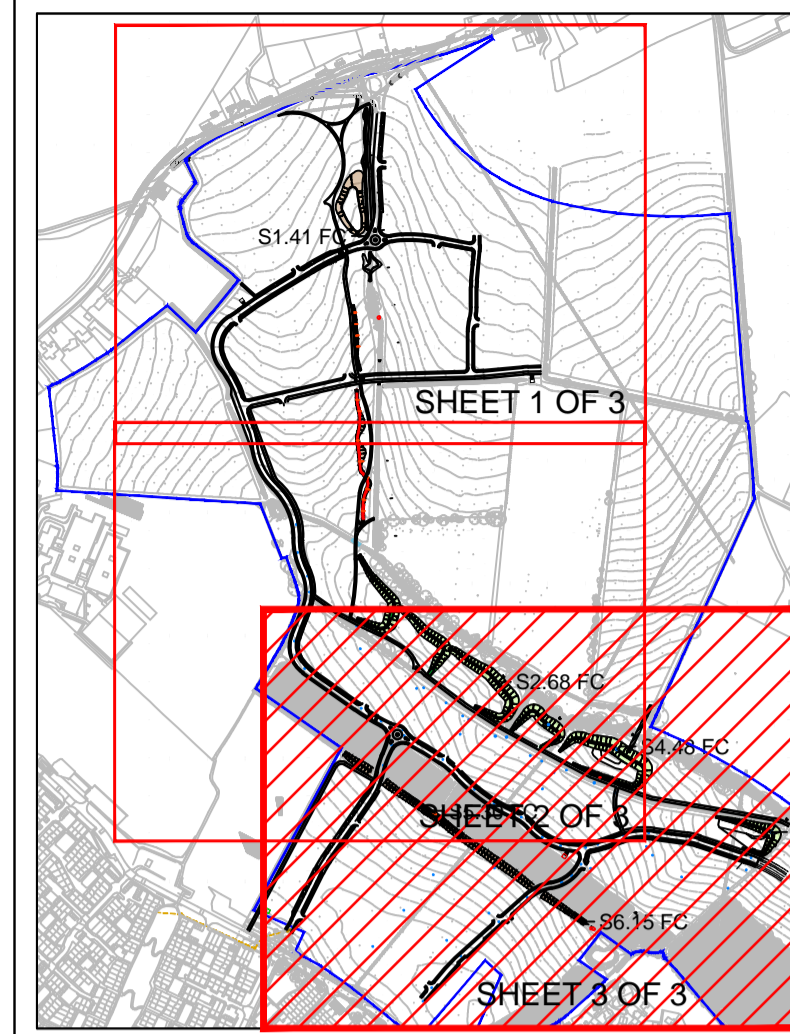 S1.41 FC
SHEET 1 OF 3
S2.68 FC
S4.48 FC
SHEET 2 OF 3
S6.15 FC
SHEET 3 OF 3